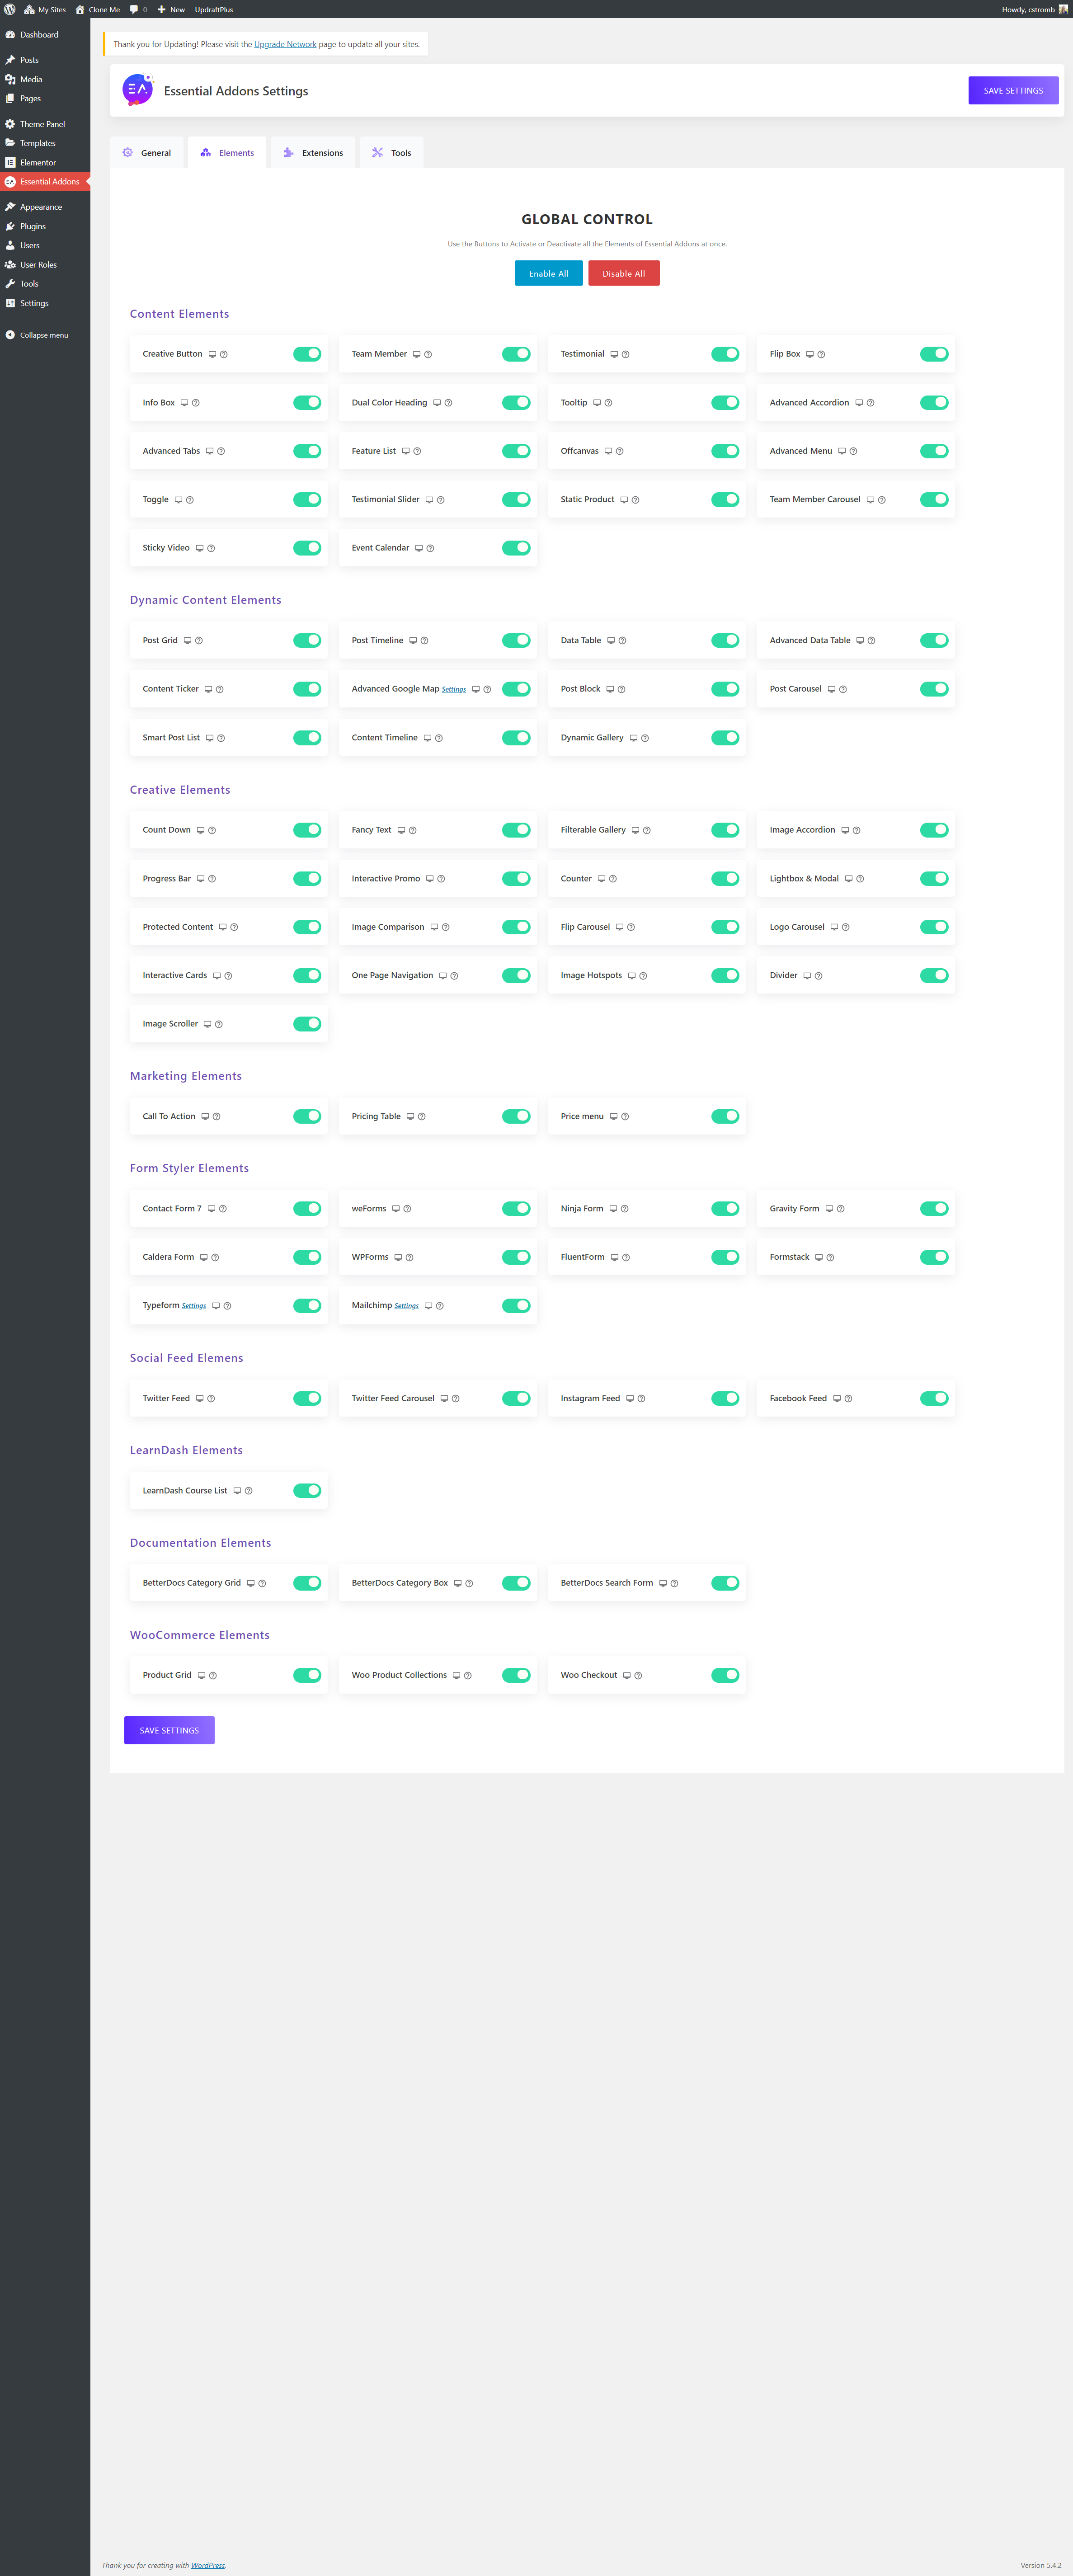 My Sites Clone Me 0 New UpdraftPlus Howdy, cstromb
Dashboard
Posts
Media
Pages
Theme Panel
Templates
Elementor
Essential Addons
Appearance
Plugins
Users
User Roles
Tools
Settings
Collapse menu
Thank you for Updating! Please visit the Upgrade Network page to update all your sites.
EA Essential Addons Settings SAVE SETTINGS
General Elements Extensions Tools
GLOBAL CONTROL
Use the Buttons to Activate or Deactivate all the Elements of Essential Addons at once.
Enable All Disable All
Content Elements
Creative Button Team Member Testimonial Flip Box
Info Box Dual Color Heading Tooltip Advanced Accordion
Advanced Tabs Feature List Offcanvas Advanced Menu
Toggle Testimonial Slider Static Product Team Member Carousel
Sticky Video Event Calendar
Dynamic Content Elements
Post Grid Post Timeline Data Table Advanced Data Table
Content Ticker Advanced Google Map Settings Post Block Post Carousel
Smart Post List Content Timeline Dynamic Gallery
Creative Elements
Count Down Fancy Text Filterable Gallery Image Accordion
Progress Bar Interactive Promo Counter Lightbox & Modal
Protected Content Image Comparison Flip Carousel Logo Carousel
Interactive Cards One Page Navigation Image Hotspots Divider
Image Scroller
Marketing Elements
Call To Action Pricing Table Price menu
Form Styler Elements
Contact Form 7 weForms Ninja Form Gravity Form
Caldera Form WPForms FluentForm Formstack
Typeform Settings Mailchimp Settings
Social Feed Elemens
Twitter Feed Twitter Feed Carousel Instagram Feed Facebook Feed
LearnDash Elements
LearnDash Course List
Documentation Elements
BetterDocs Category Grid BetterDocs Category Box BetterDocs Search Form
WooCommerce Elements
Product Grid Woo Product Collections Woo Checkout
SAVE SETTINGS
Thank you for creating with WordPress. Version 5.4.2